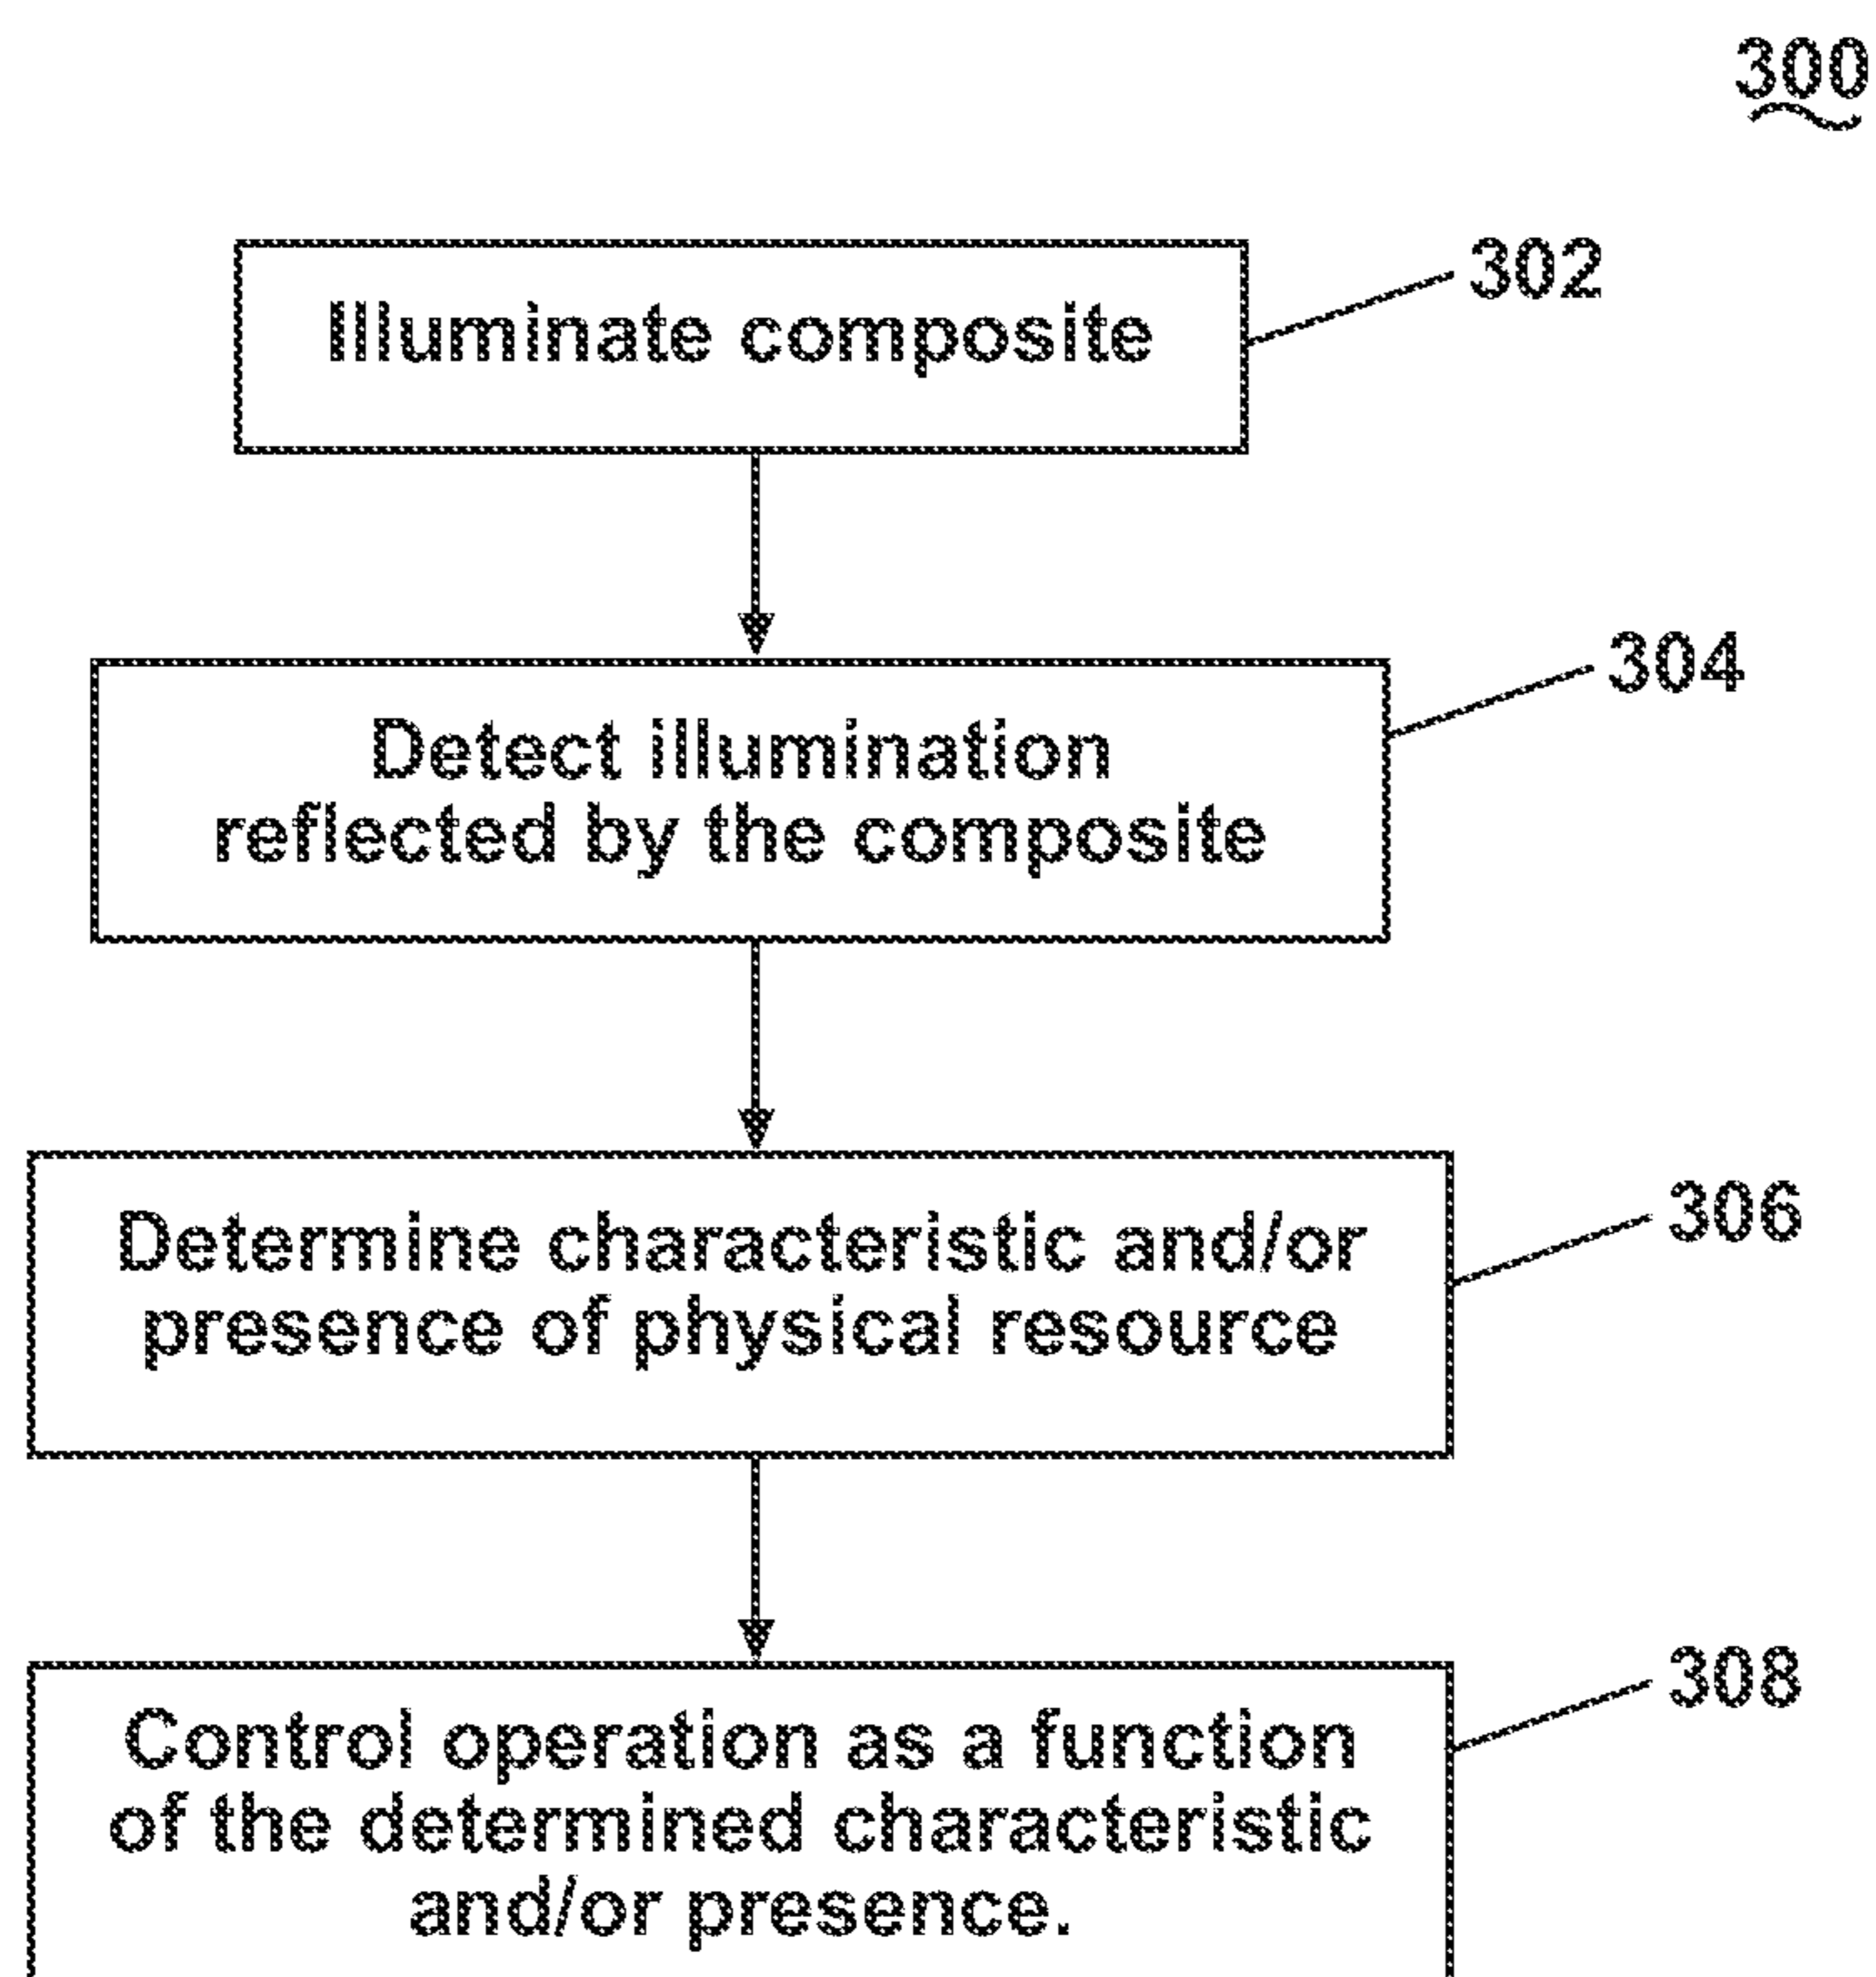 300
Illuminate composite
302
Detect illumination
reflected by the composite
304
Determine characteristic and/or
presence of physical resource
306
Control operation as a function
of the determined characteristic
and/or presence.
308